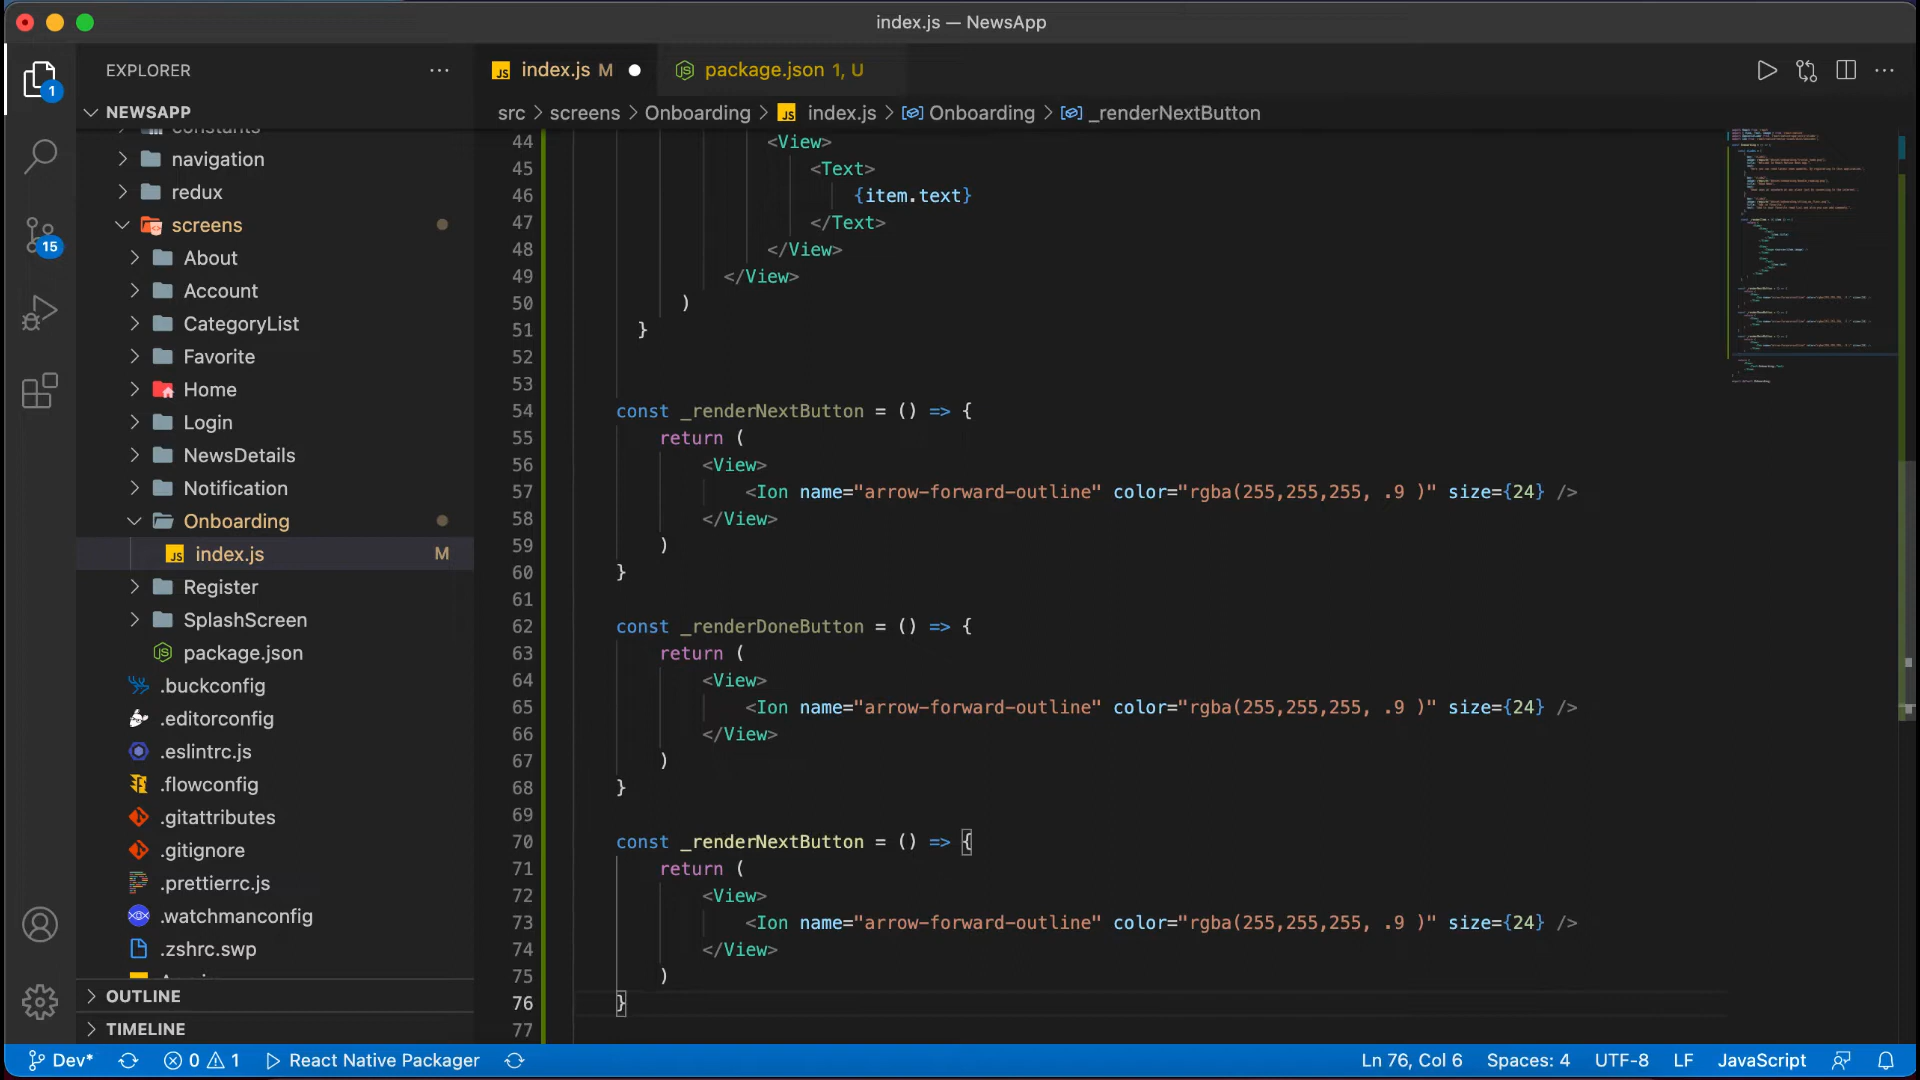 index.js — NewsApp
EXPLORER
index.js M
package.json 1, U
NEWSAPP
src > screens > Onboarding > index.js > Onboarding > _renderNextButton
constants
navigation
redux
screens
About
Account
CategoryList
Favorite
Home
Login
NewsDetails
Notification
Onboarding
index.js M
Register
SplashScreen
package.json
.buckconfig
.editorconfig
.eslintrc.js
.flowconfig
.gitattributes
.gitignore
.prettierrc.js
.watchmanconfig
.zshrc.swp
OUTLINE
TIMELINE
1
15
44 <View>
45 <Text>
46 {item.text}
47 </Text>
48 </View>
49 </View>
50 )
51 }
52
53
54 const _renderNextButton = () => {
55 return (
56 <View>
57 <Ion name="arrow-forward-outline" color="rgba(255,255,255, .9 )" size={24} />
58 </View>
59 )
60 }
61
62 const _renderDoneButton = () => {
63 return (
64 <View>
65 <Ion name="arrow-forward-outline" color="rgba(255,255,255, .9 )" size={24} />
66 </View>
67 )
68 }
69
70 const _renderNextButton = () => {
71 return (
72 <View>
73 <Ion name="arrow-forward-outline" color="rgba(255,255,255, .9 )" size={24} />
74 </View>
75 )
76 }
77
Dev* 0 1 React Native Packager
Ln 76, Col 6 Spaces: 4 UTF-8 LF JavaScript